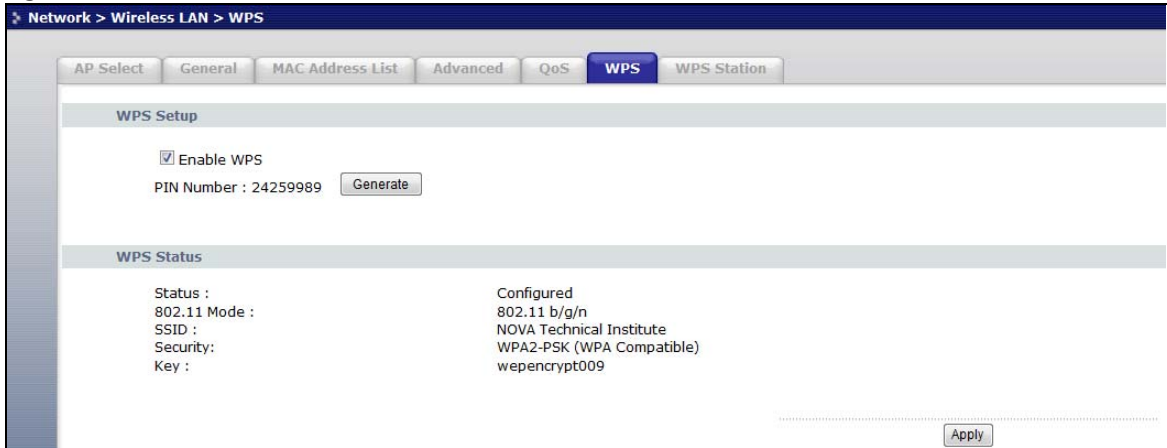 Network > Wireless LAN > WPS
AP Select General MAC Address List Advanced QoS WPS WPS Station
WPS Setup
Enable WPS
PIN Number : 24259989 Generate
WPS Status
Status : Configured
802.11 Mode : 802.11 b/g/n
SSID : NOVA Technical Institute
Security: WPA2-PSK (WPA Compatible)
Key : wepencrypt009
Apply